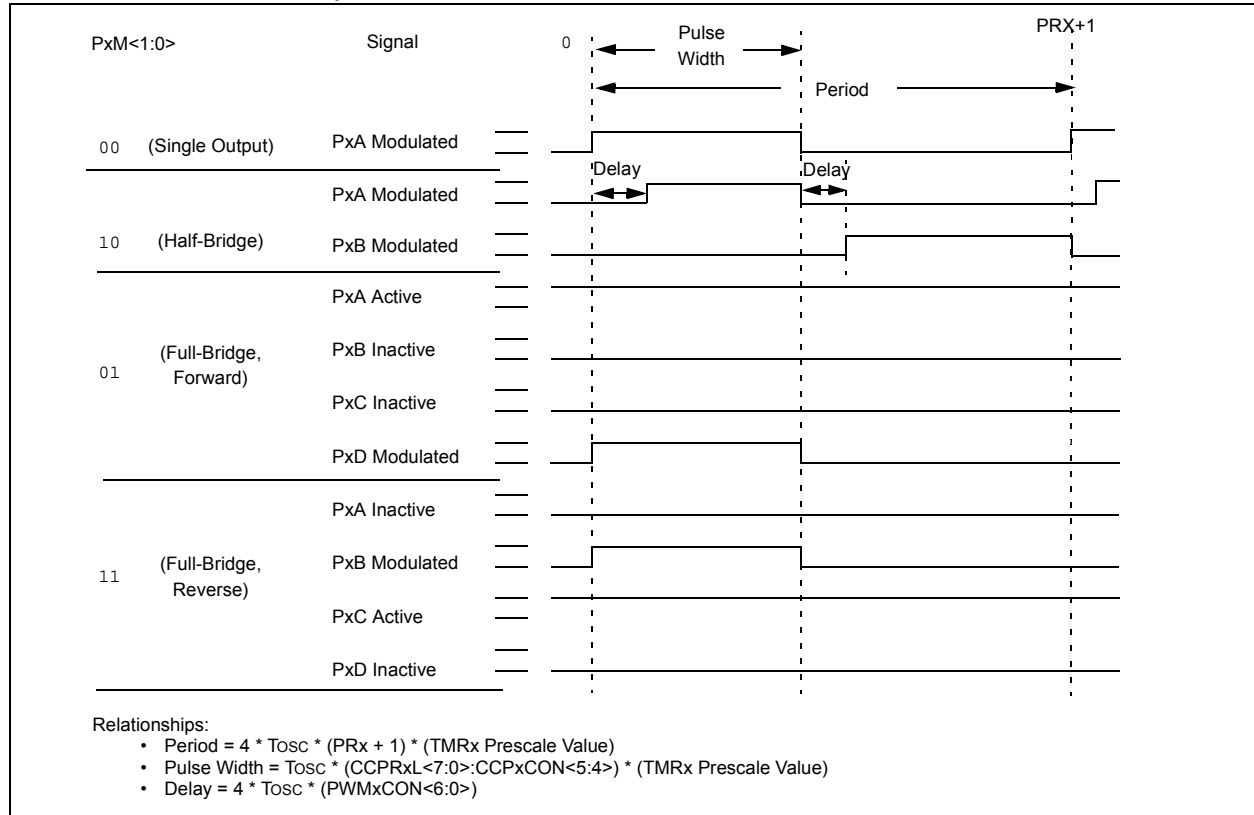 PxM<1:0> Signal 0 Pulse Width PRX+1
Period
00 (Single Output) PxA Modulated
Delay Delay
PxA Modulated
10 (Half-Bridge) PxB Modulated
PxA Active
01 (Full-Bridge, Forward) PxB Inactive
PxC Inactive
PxD Modulated
PxA Inactive
11 (Full-Bridge, Reverse) PxB Modulated
PxC Active
PxD Inactive
Relationships:
• Period = 4 * TOSC * (PRx + 1) * (TMRx Prescale Value)
• Pulse Width = TOSC * (CCPRxL<7:0>:CCPxCON<5:4>) * (TMRx Prescale Value)
• Delay = 4 * TOSC * (PWMxCON<6:0>)